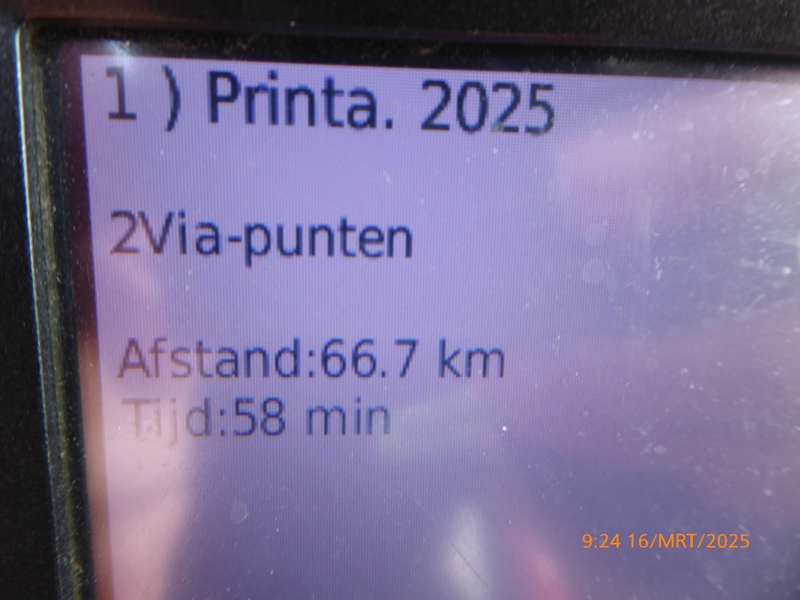 1 ) Printa. 2025
2Via-punten
Afstand:66.7 km
Tijd:58 min
9:24 16/MRT/2025